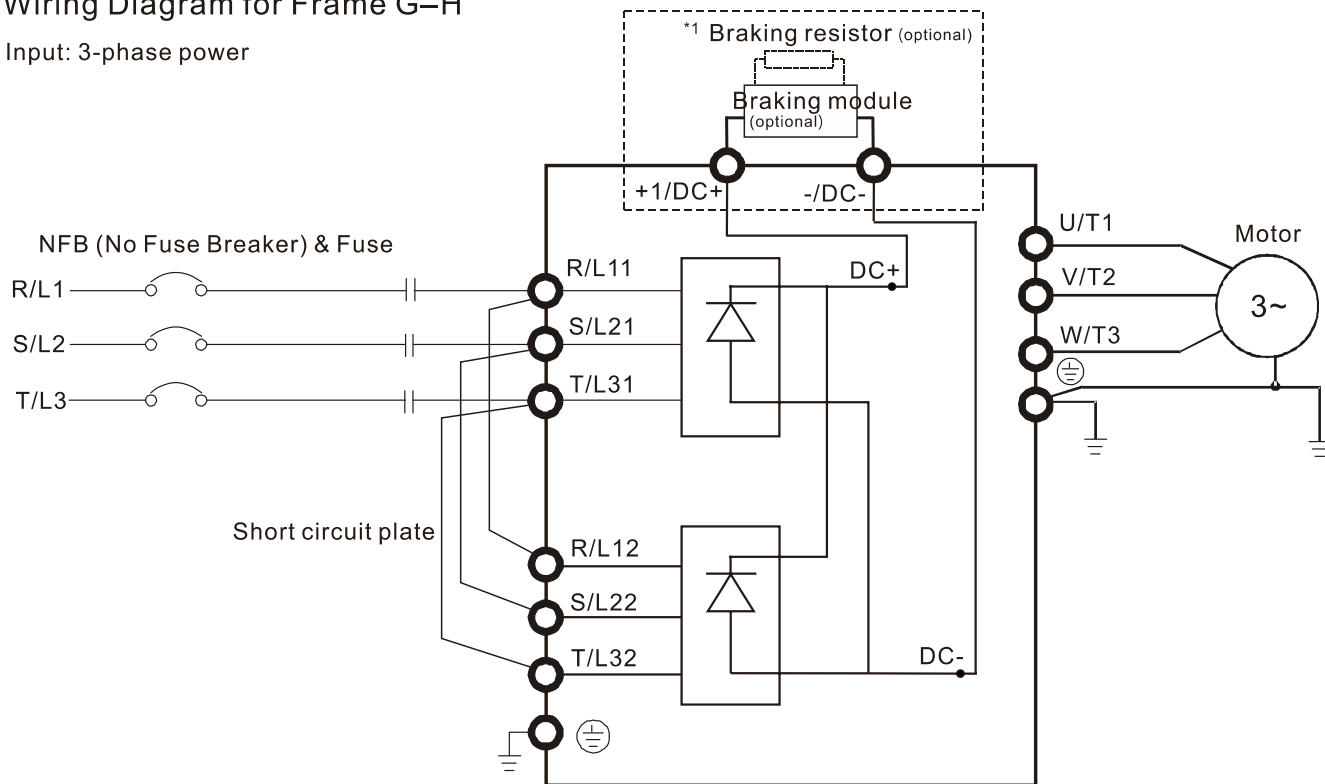 Wiring Diagram for Frame G–H
Input: 3-phase power
*1 Braking resistor (optional)
Braking module
(optional)
+1/DC+
-/DC-
NFB (No Fuse Breaker) & Fuse
R/L1
S/L2
T/L3
R/L11
S/L21
T/L31
DC+
U/T1
V/T2
W/T3
Motor
3~
Short circuit plate
R/L12
S/L22
T/L32
DC-